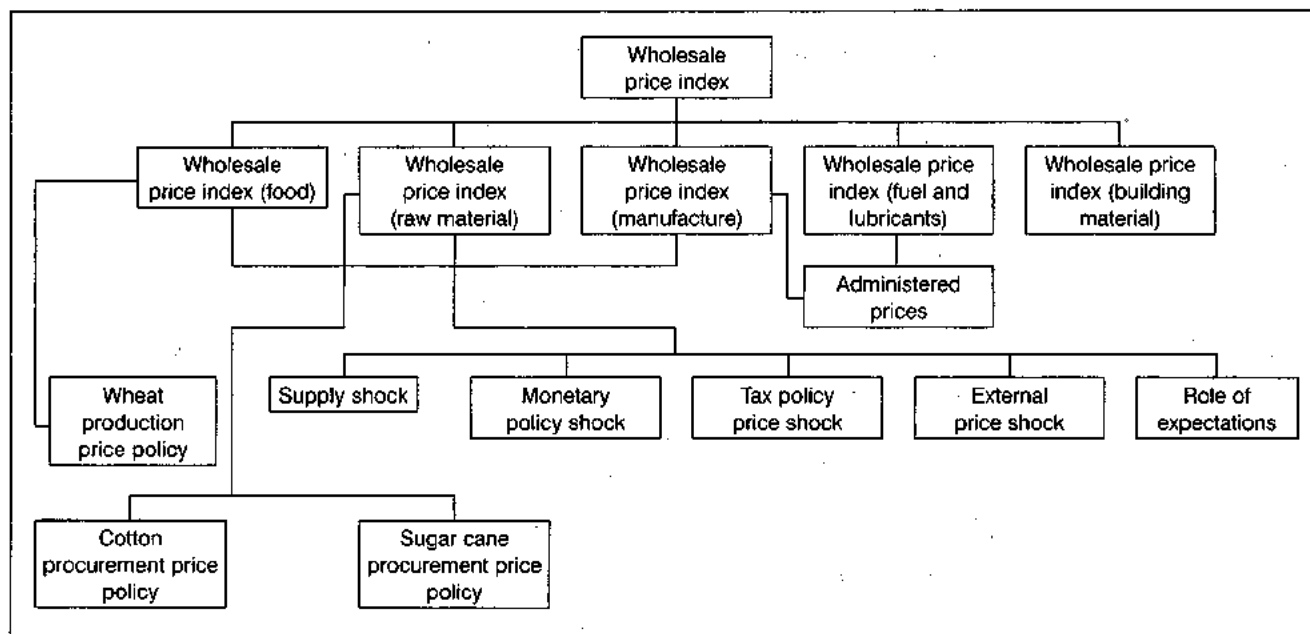 Wholesale
price index
Wholesale
price index (food)
Wholesale
price index
(raw material)
Wholesale
price index
(manufacture)
Wholesale price
index (fuel and
lubricants)
Wholesale price
index (building
material)
Administered
prices
Wheat
production
price policy
Supply shock
Monetary
policy shock
Tax policy
price shock
External
price shock
Role of
expectations
Cotton
procurement price
policy
Sugar cane
procurement price
policy